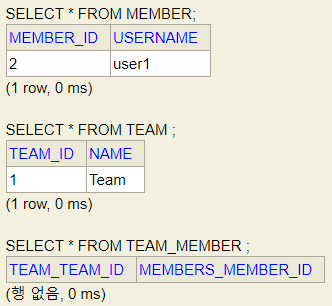 SELECT * FROM MEMBER;
MEMBER_ID USERNAME
2 user1
(1 row, 0 ms)
SELECT * FROM TEAM ;
TEAM_ID NAME
1 Team
(1 row, 0 ms)
SELECT * FROM TEAM_MEMBER ;
TEAM_TEAM_ID MEMBERS_MEMBER_ID
(행 없음, 0 ms)